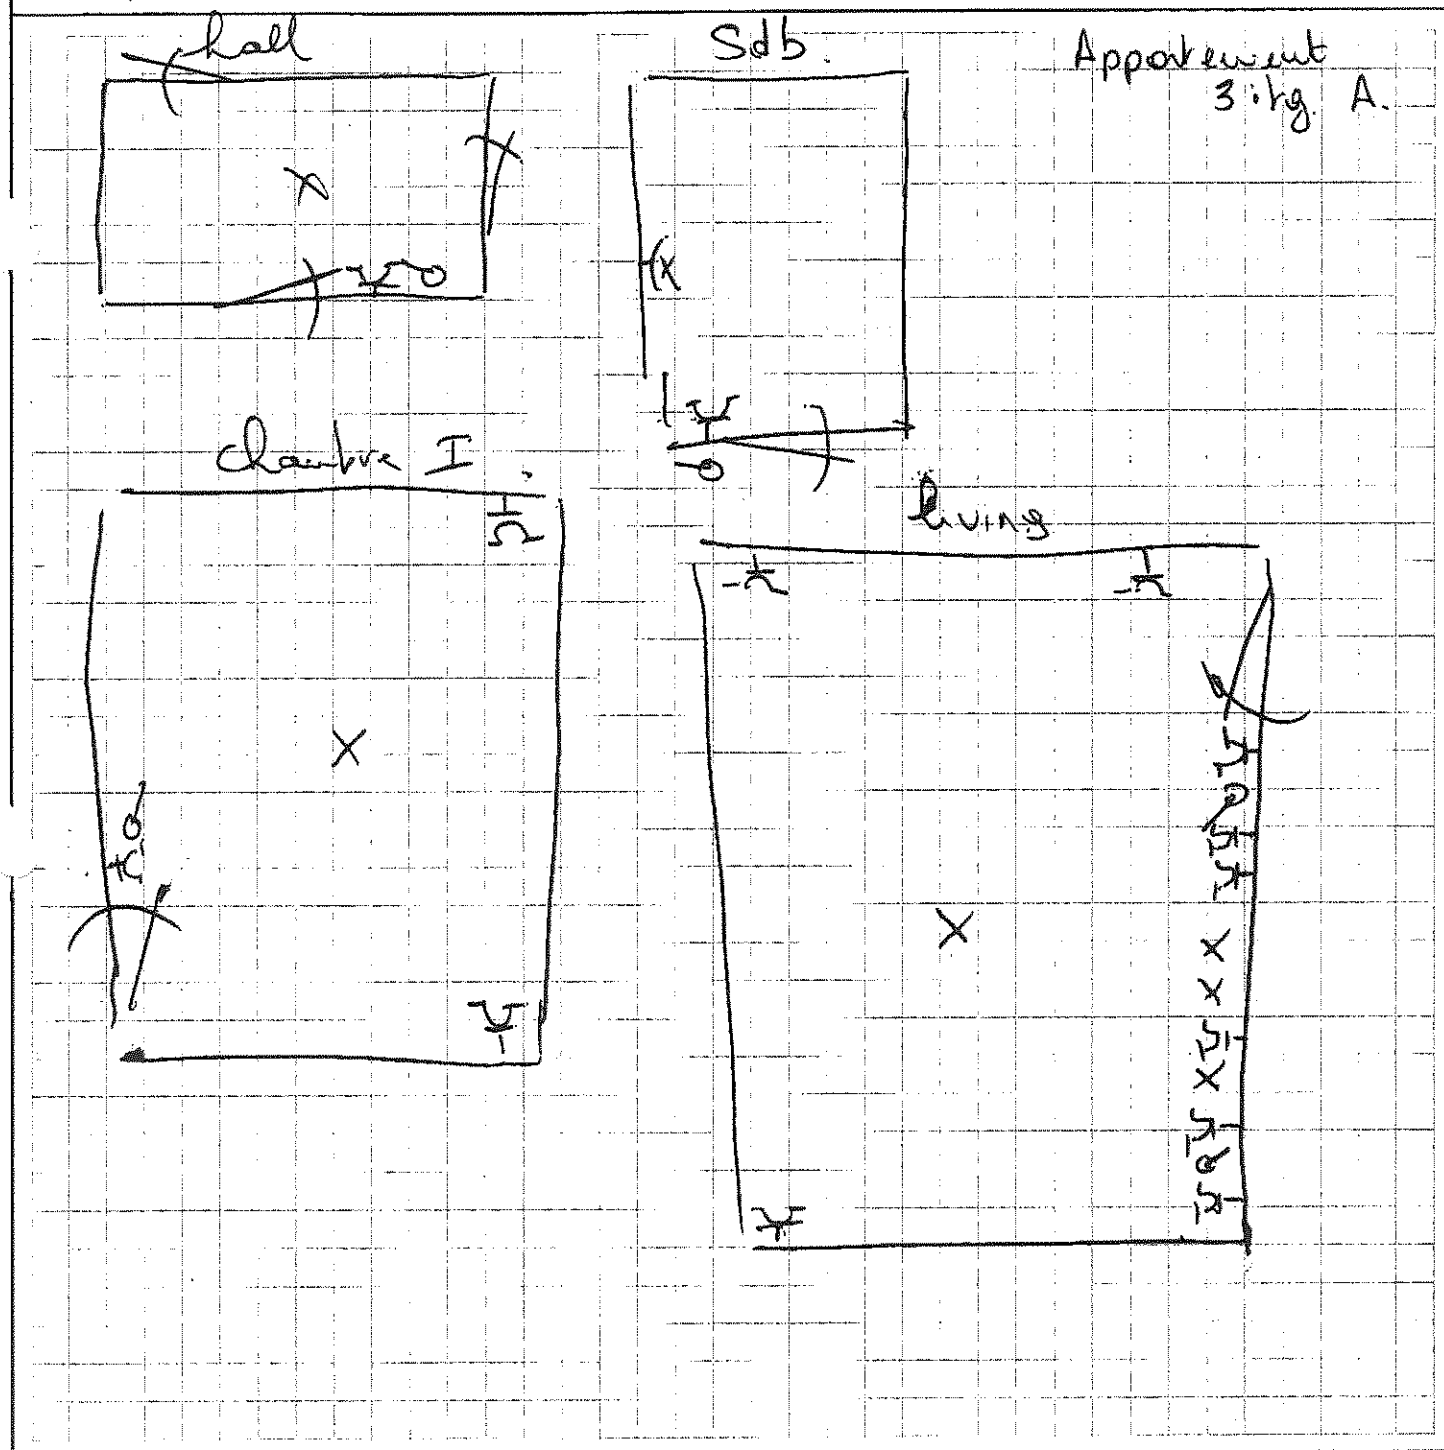 hall
Sdb.
Appartement
3 étg. A.
Chambre I.
living